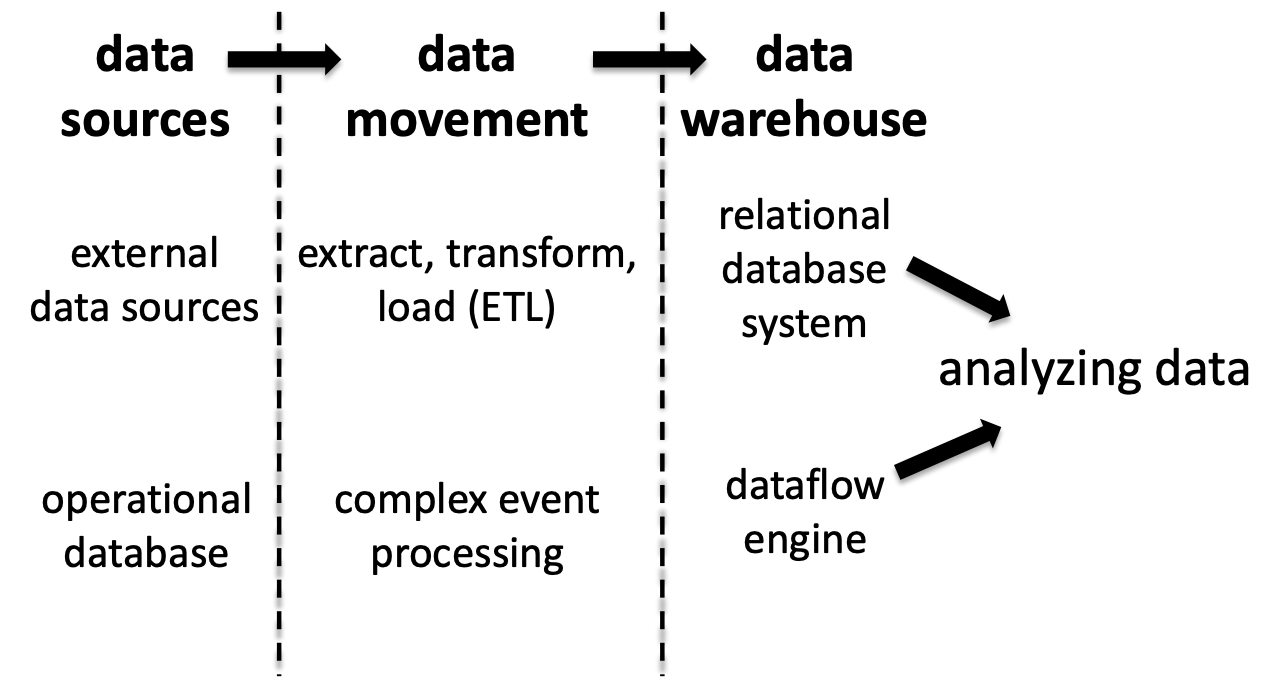 data
sources
data
movement
data
warehouse
external
data sources
extract, transform,
load (ETL)
relational
database
system
analyzing data
operational
database
complex event
processing
dataflow
engine